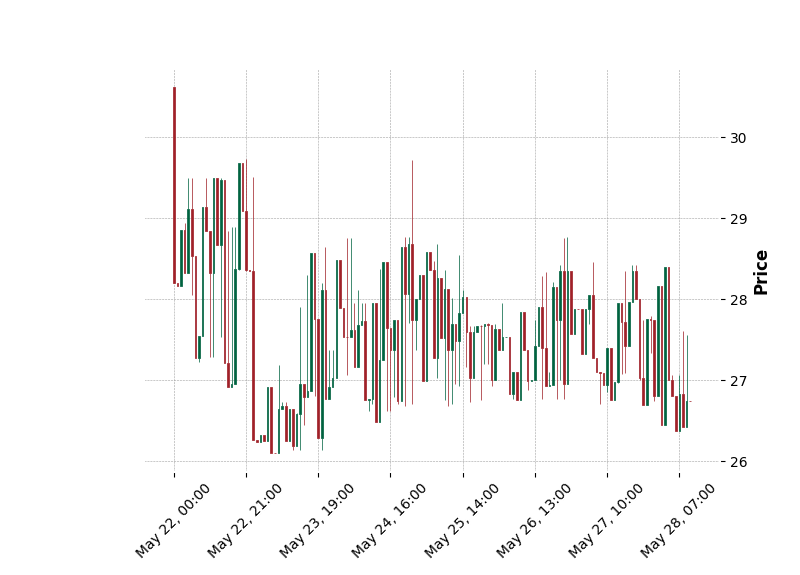 30
29
28
27
26
Price
May 22, 00:00
May 22, 21:00
May 23, 19:00
May 24, 16:00
May 25, 14:00
May 26, 13:00
May 27, 10:00
May 28, 07:00